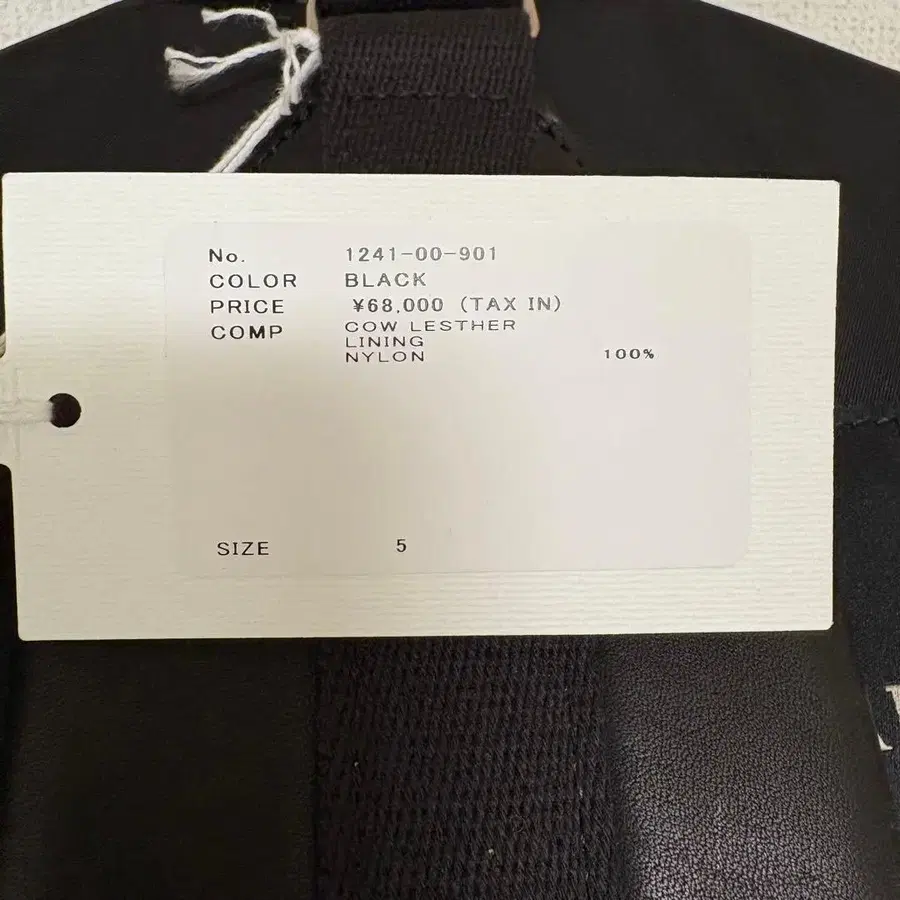 No. 1241-00-901
COLOR BLACK
PRICE ¥68,000 (TAX IN)
COMP COW LESTHER
LINING
NYLON 100%
SIZE 5